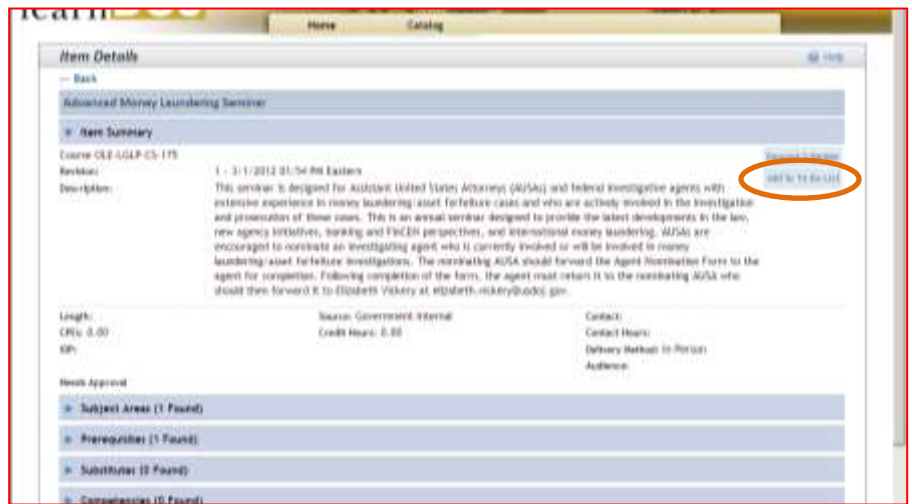 learn
Home Catalog
Item Details Help
Back
Advanced Money Laundering Seminar
Item Summary
Course OLE-LGLP-CS-175
Revision: 1 - 3/1/2012 01:54 PM Eastern
Description: This seminar is designed for Assistant United States Attorneys (AUSAs) and federal investigative agents with
extensive experience in money laundering/asset forfeiture cases and who are actively involved in the investigation
and prosecution of those cases. This is an annual seminar designed to provide the latest developments in the law,
new agency initiatives, banking and FinCEN perspectives, and international money laundering. AUSAs are
encouraged to nominate an investigating agent who is currently involved or will be involved in money
laundering/asset forfeiture investigations. The nominating AUSA should forward the Agent Nomination Form to the
agent for completion. Following completion of the form, the agent must return it to the nominating AUSA who
should then forward it to Elizabeth Vickery at elizabeth.vickery@usdoj.gov.
Add to To-Do List
Length: Source: Government Internal Contact:
CPEs: 0.00 Credit Hours: 0.00 Contact Hours:
Delivery Method: In Person
Audience:
Needs Approval
Subject Areas (1 Found)
Prerequisites (1 Found)
Substitutes (0 Found)
Competencies (0 Found)